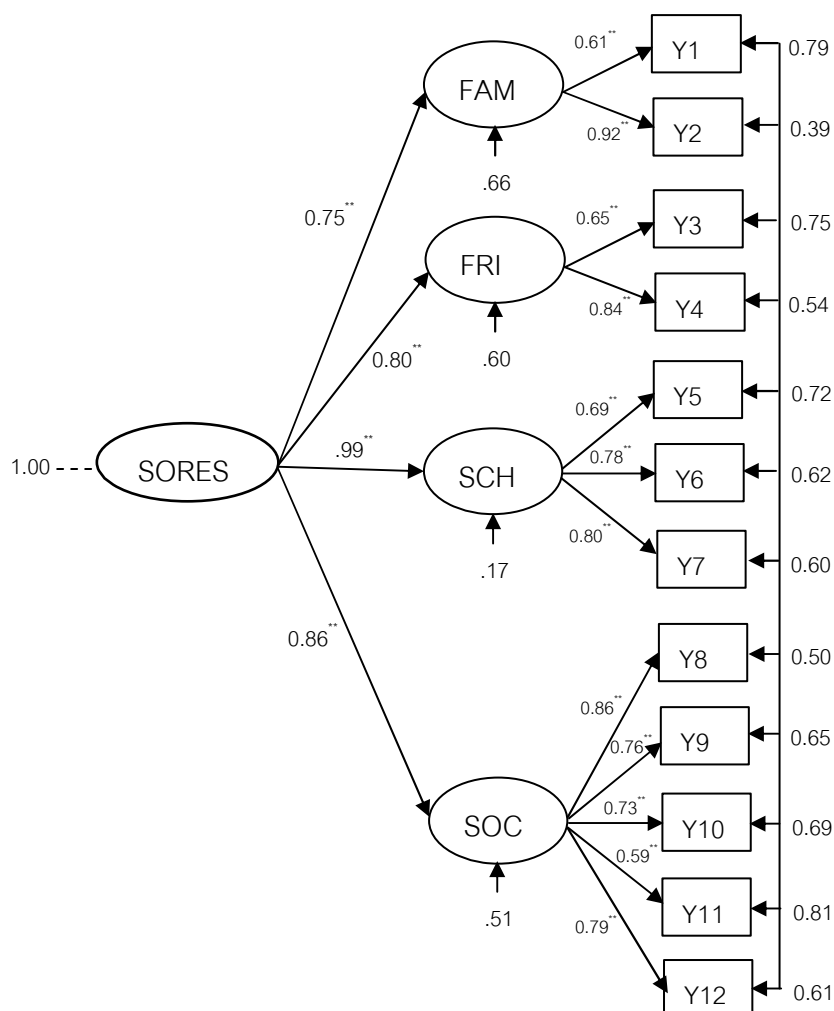 0.61** Y1 0.79
FAM
0.92** Y2 0.39
.66
0.75**
0.65** Y3 0.75
FRI
0.84** Y4 0.54
0.80** .60
0.69** Y5 0.72
1.00 SORES .99** SCH 0.78** Y6 0.62
0.80** Y7 0.60
.17
0.86**
Y8 0.50
0.86**
0.76** Y9 0.65
SOC 0.73** Y10 0.69
0.59**
Y11 0.81
.51 0.79**
Y12 0.61